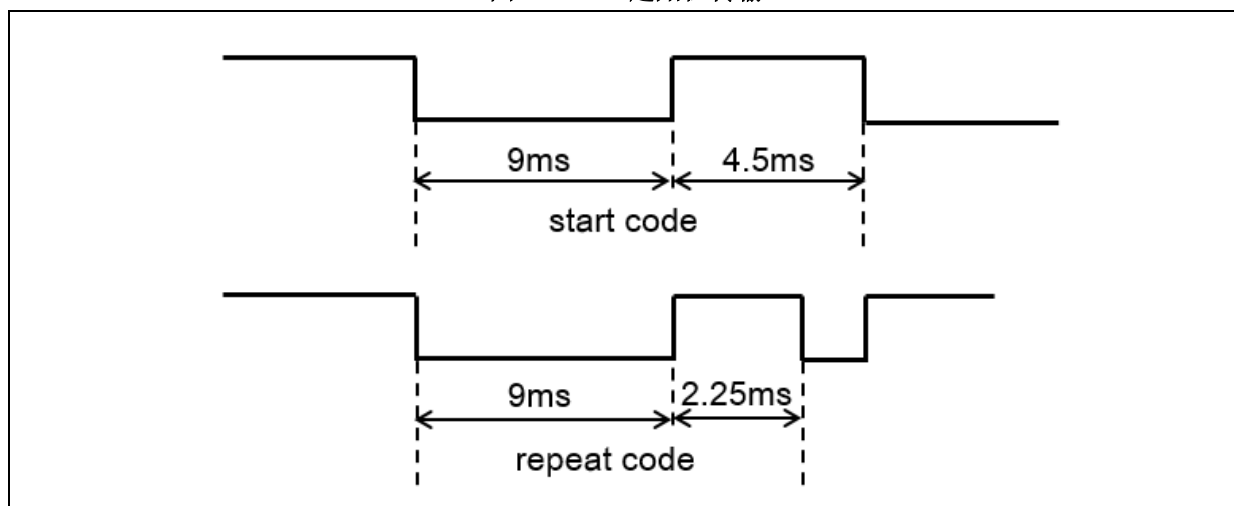 9ms
4.5ms
start code
9ms
2.25ms
repeat code